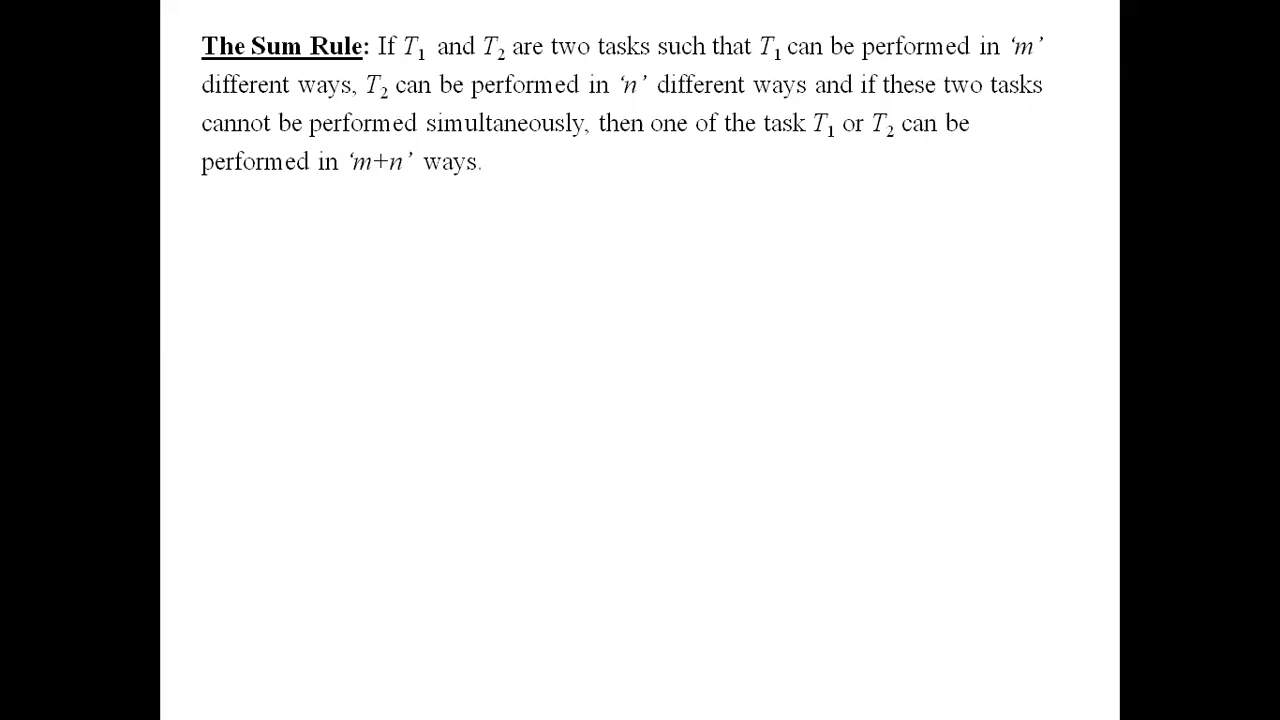 The Sum Rule: If T₁ and T₂ are two tasks such that T₁ can be performed in ‘m’
different ways, T₂ can be performed in ‘n’ different ways and if these two tasks
cannot be performed simultaneously, then one of the task T₁ or T₂ can be
performed in ‘m+n’ ways.